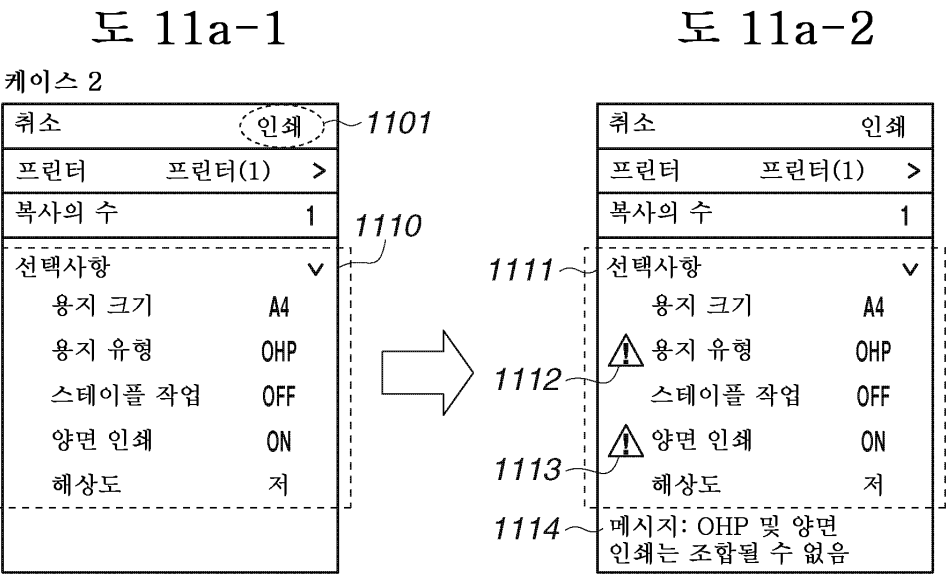 도 11a-1
도 11a-2
케이스 2
취소 인쇄
1101
프린터 프린터(1) >
복사의 수 1
1110
선택사항 ∨
용지 크기 A4
용지 유형 OHP
스테이플 작업 OFF
양면 인쇄 ON
해상도 저
취소 인쇄
프린터 프린터(1) >
복사의 수 1
1111
선택사항 ∨
용지 크기 A4
1112
용지 유형 OHP
스테이플 작업 OFF
1113
양면 인쇄 ON
해상도 저
1114
메시지: OHP 및 양면
인쇄는 조합될 수 없음